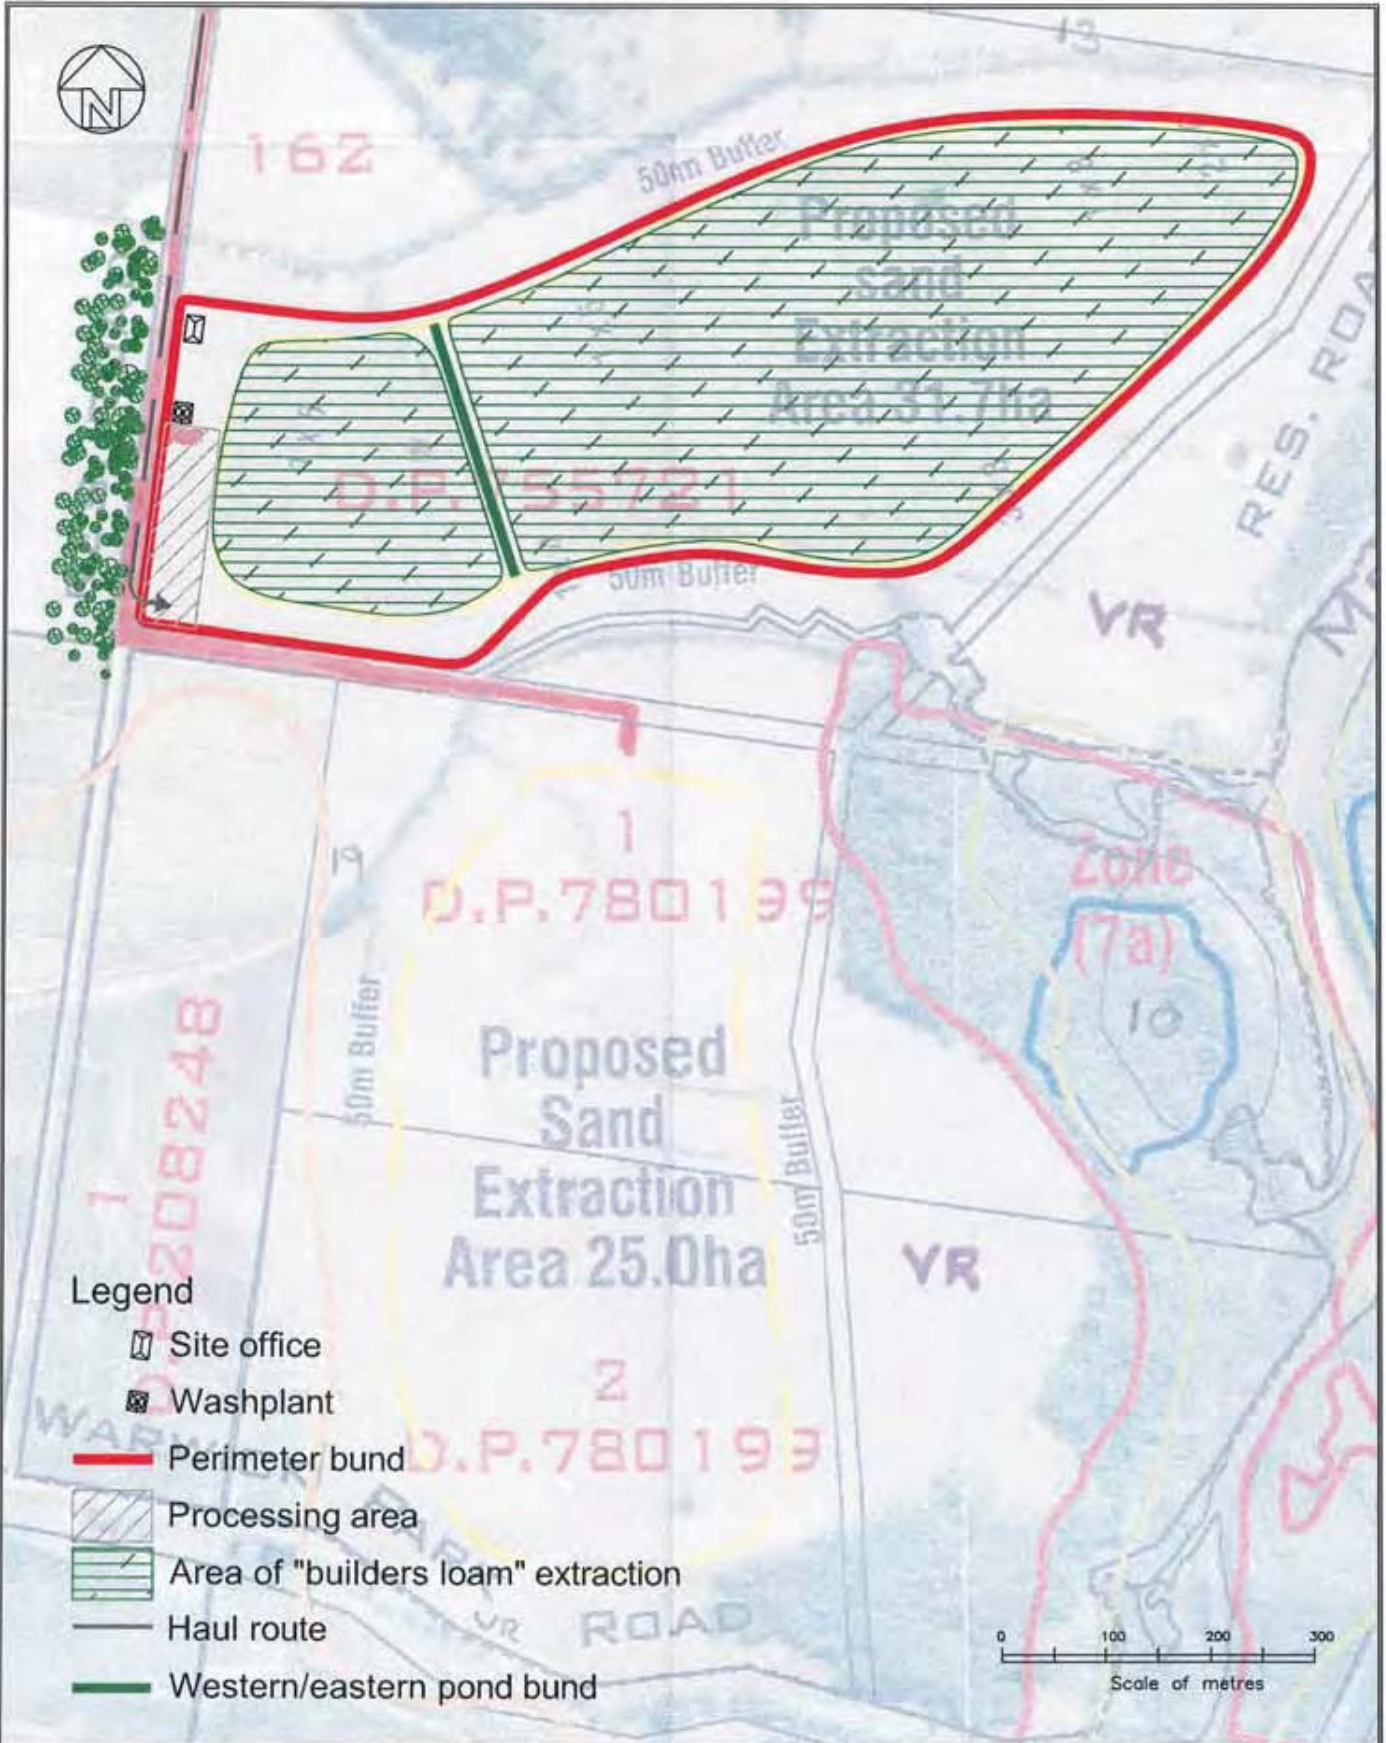 13
N
162
50m Buffer
Proposed
sand
Extraction
Area 31.7ha
D.P. 755721
RES. ROAD
50m Buffer
VR
1
D.P.780199
19
Zone
(7a)
10
50m Buffer
Proposed
Sand
Extraction
Area 25.0ha
50m Buffer
1
D.P.208248
VR
2
D.P.780199
WARWICK PARK ROAD
VR
Legend
Site office
Washplant
Perimeter bund
Processing area
Area of "builders loam" extraction
Haul route
Western/eastern pond bund
0 100 200 300
Scale of metres